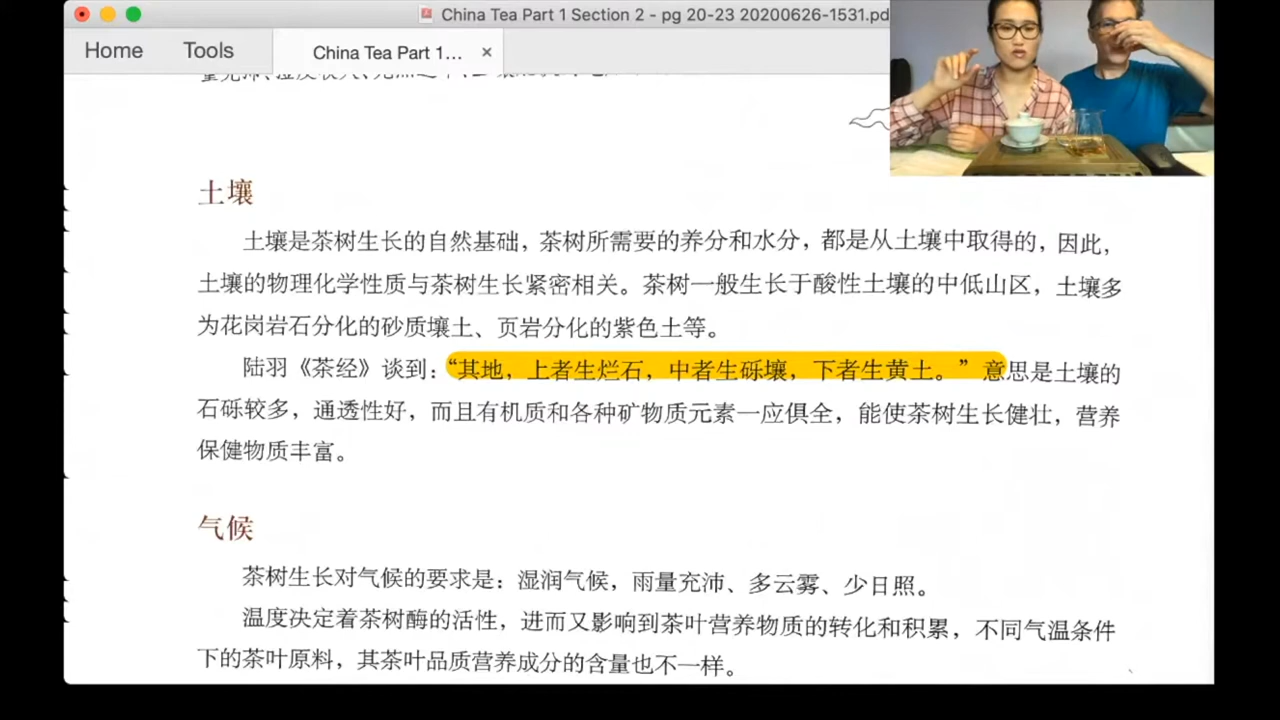 China Tea Part 1 Section 2 - pg 20-23 20200626-1531.pd
Home Tools China Tea Part 1... ×
土壤
土壤是茶树生长的自然基础，茶树所需要的养分和水分，都是从土壤中取得的，因此，
土壤的物理化学性质与茶树生长紧密相关。茶树一般生长于酸性土壤的中低山区，土壤多
为花岗岩石分化的砂质壤土、页岩分化的紫色土等。
陆羽《茶经》谈到：“其地，上者生烂石，中者生砾壤，下者生黄土。”意思是土壤的
石砾较多，通透性好，而且有机质和各种矿物质元素一应俱全，能使茶树生长健壮，营养
保健物质丰富。
气候
茶树生长对气候的要求是：湿润气候，雨量充沛、多云雾、少日照。
温度决定着茶树酶的活性，进而又影响到茶叶营养物质的转化和积累，不同气温条件
下的茶叶原料，其茶叶品质营养成分的含量也不一样。